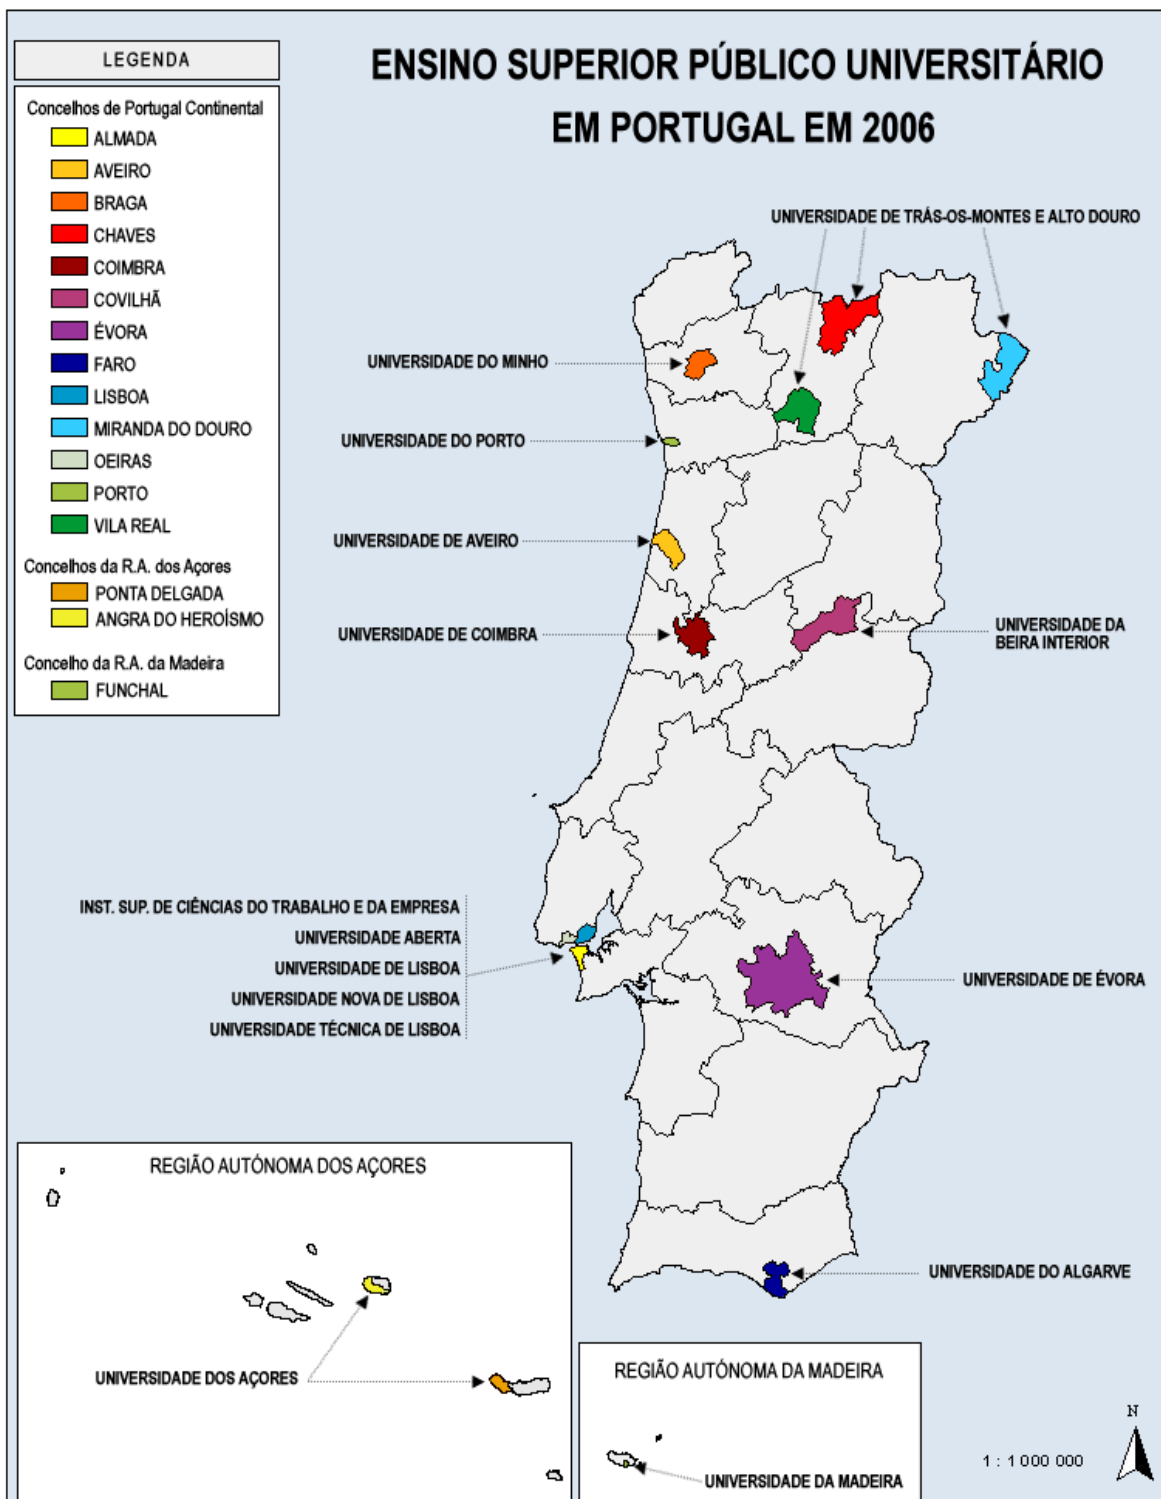 LEGENDA
ENSINO SUPERIOR PÚBLICO UNIVERSITÁRIO
EM PORTUGAL EM 2006
Concelhos de Portugal Continental
ALMADA
AVEIRO
BRAGA
CHAVES
COIMBRA
COVILHÃ
ÉVORA
FARO
LISBOA
MIRANDA DO DOURO
OEIRAS
PORTO
VILA REAL
Concelhos da R.A. dos Açores
PONTA DELGADA
ANGRA DO HEROÍSMO
Concelho da R.A. da Madeira
FUNCHAL
UNIVERSIDADE DE TRÁS-OS-MONTES E ALTO DOURO
UNIVERSIDADE DO MINHO
UNIVERSIDADE DO PORTO
UNIVERSIDADE DE AVEIRO
UNIVERSIDADE DE COIMBRA
UNIVERSIDADE DA
BEIRA INTERIOR
INST. SUP. DE CIÊNCIAS DO TRABALHO E DA EMPRESA
UNIVERSIDADE ABERTA
UNIVERSIDADE DE LISBOA
UNIVERSIDADE NOVA DE LISBOA
UNIVERSIDADE TÉCNICA DE LISBOA
UNIVERSIDADE DE ÉVORA
UNIVERSIDADE DO ALGARVE
REGIÃO AUTÓNOMA DOS AÇORES
UNIVERSIDADE DOS AÇORES
REGIÃO AUTÓNOMA DA MADEIRA
UNIVERSIDADE DA MADEIRA
N
1 : 1 000 000